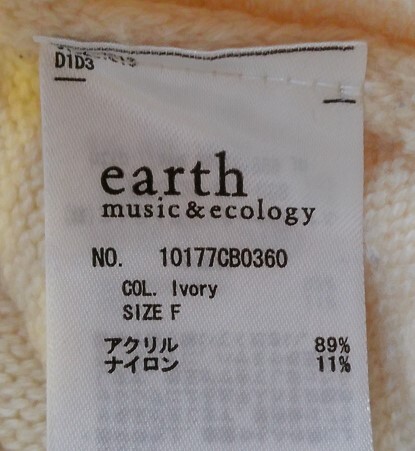 D1D3
earth
music&ecology
NO. 10177CB0360
COL. Ivory
SIZE F
アクリル 89%
ナイロン 11%